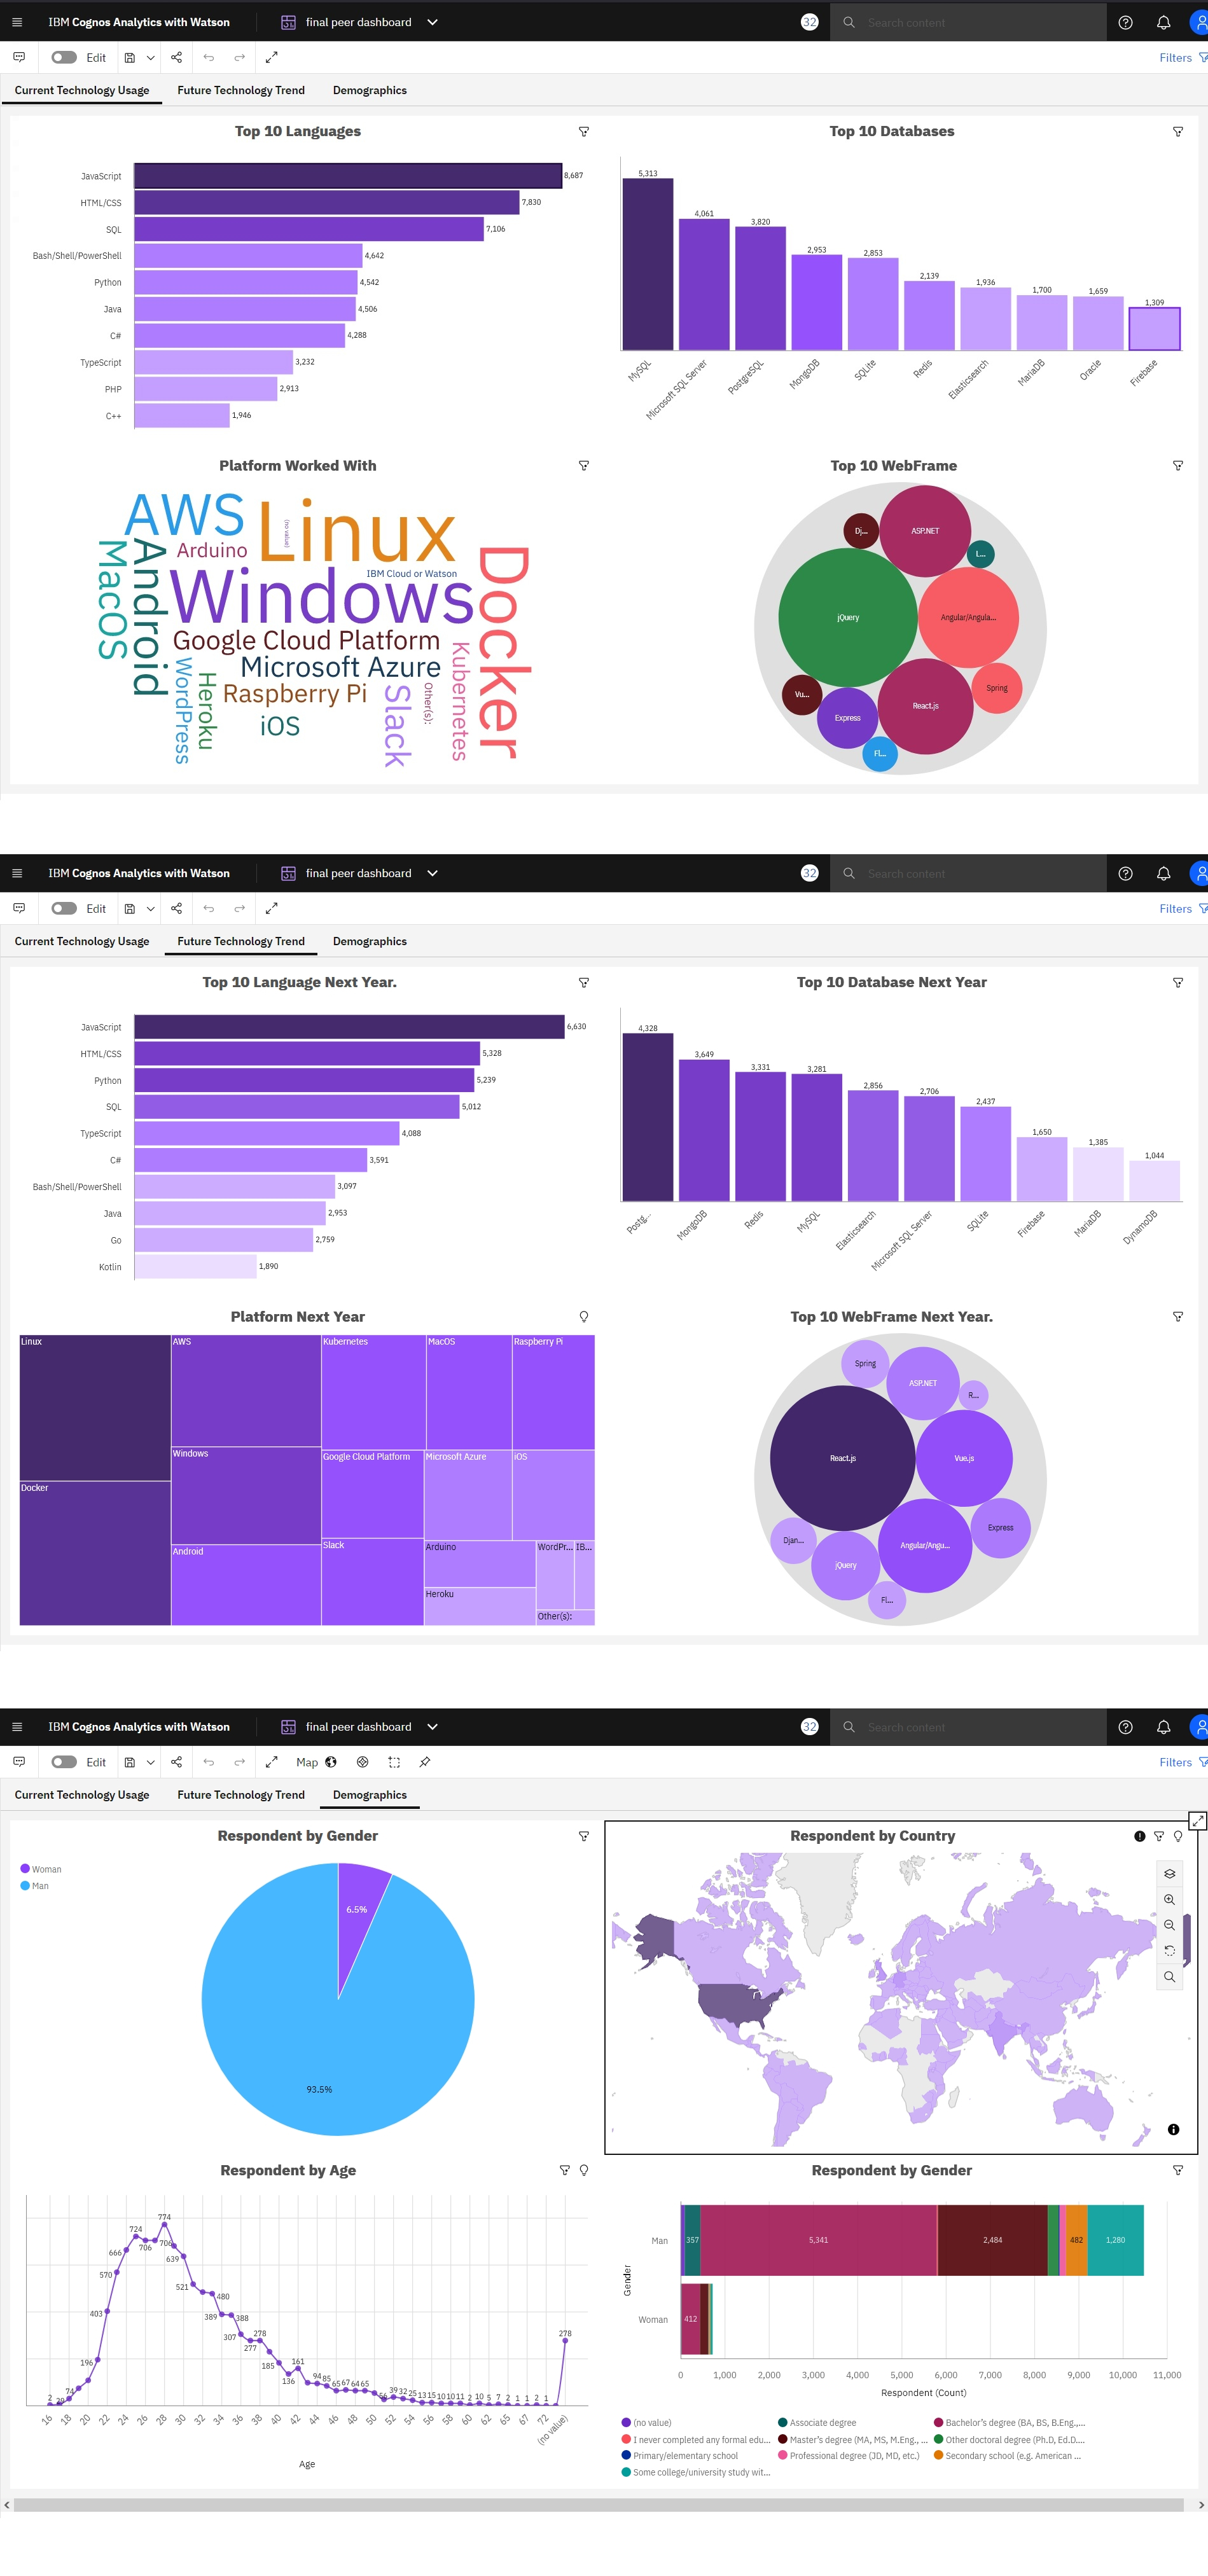 IBM Cognos Analytics with Watson
final peer dashboard
32
Search content
Edit
Filters
Current Technology Usage
Future Technology Trend
Demographics
Top 10 Languages
JavaScript 8,687
HTML/CSS 7,830
SQL 7,106
Bash/Shell/PowerShell 4,642
Python 4,542
Java 4,506
C# 4,288
TypeScript 3,232
PHP 2,913
C++ 1,946
Top 10 Databases
5,313
4,061
3,820
2,953
2,853
2,139
1,936
1,700
1,659
1,309
MySQL
Microsoft SQL Server
PostgreSQL
MongoDB
SQLite
Redis
Elasticsearch
MariaDB
Oracle
Firebase
Platform Worked With
AWS
Linux
(no value)
MacOS
Android
Arduino
IBM Cloud or Watson
Windows
Docker
Google Cloud Platform
Microsoft Azure
WordPress
Heroku
Raspberry Pi
iOS
Slack
Other(s):
Kubernetes
Top 10 WebFrame
Dj...
ASP.NET
L...
jQuery
Angular/Angula...
Vu...
Express
React.js
Spring
Fl...
IBM Cognos Analytics with Watson
final peer dashboard
32
Search content
Edit
Filters
Current Technology Usage
Future Technology Trend
Demographics
Top 10 Language Next Year.
JavaScript 6,630
HTML/CSS 5,328
Python 5,239
SQL 5,012
TypeScript 4,088
C# 3,591
Bash/Shell/PowerShell 3,097
Java 2,953
Go 2,759
Kotlin 1,890
Top 10 Database Next Year
4,328
3,649
3,331
3,281
2,856
2,706
2,437
1,650
1,385
1,044
Postg...
MongoDB
Redis
MySQL
Elasticsearch
Microsoft SQL Server
SQLite
Firebase
MariaDB
DynamoDB
Platform Next Year
Linux
AWS
Kubernetes
MacOS
Raspberry Pi
Windows
Google Cloud Platform
Microsoft Azure
iOS
Docker
Android
Slack
Arduino
WordPr...
IB...
Heroku
Other(s):
Top 10 WebFrame Next Year.
Spring
ASP.NET
R...
React.js
Vue.js
Express
Djan...
jQuery
Angular/Angu...
Fl...
IBM Cognos Analytics with Watson
final peer dashboard
32
Search content
Edit
Map
Filters
Current Technology Usage
Future Technology Trend
Demographics
Respondent by Gender
Woman
Man
6.5%
93.5%
Respondent by Country
Respondent by Age
774
724
706
706
666
639
570
521
480
403
389
388
307
278
277
278
196
185
161
136
94
85
74
65 67 64 65
39 32 25 13 15 10 10 11 2 10 5 7 2 1 1 2 1
2
16 18 20 22 24 26 28 30 32 34 36 38 40 42 44 46 48 50 52 54 56 58 60 62 65 67 72 (no value)
Age
Respondent by Gender
Gender
Man
357
5,341
2,484
482
1,280
Woman
412
0 1,000 2,000 3,000 4,000 5,000 6,000 7,000 8,000 9,000 10,000 11,000
Respondent (Count)
(no value)
Associate degree
Bachelor's degree (BA, BS, B.Eng.,...
I never completed any formal edu...
Master's degree (MA, MS, M.Eng., ...
Other doctoral degree (Ph.D, Ed.D....
Primary/elementary school
Professional degree (JD, MD, etc.)
Secondary school (e.g. American ...
Some college/university study wit...